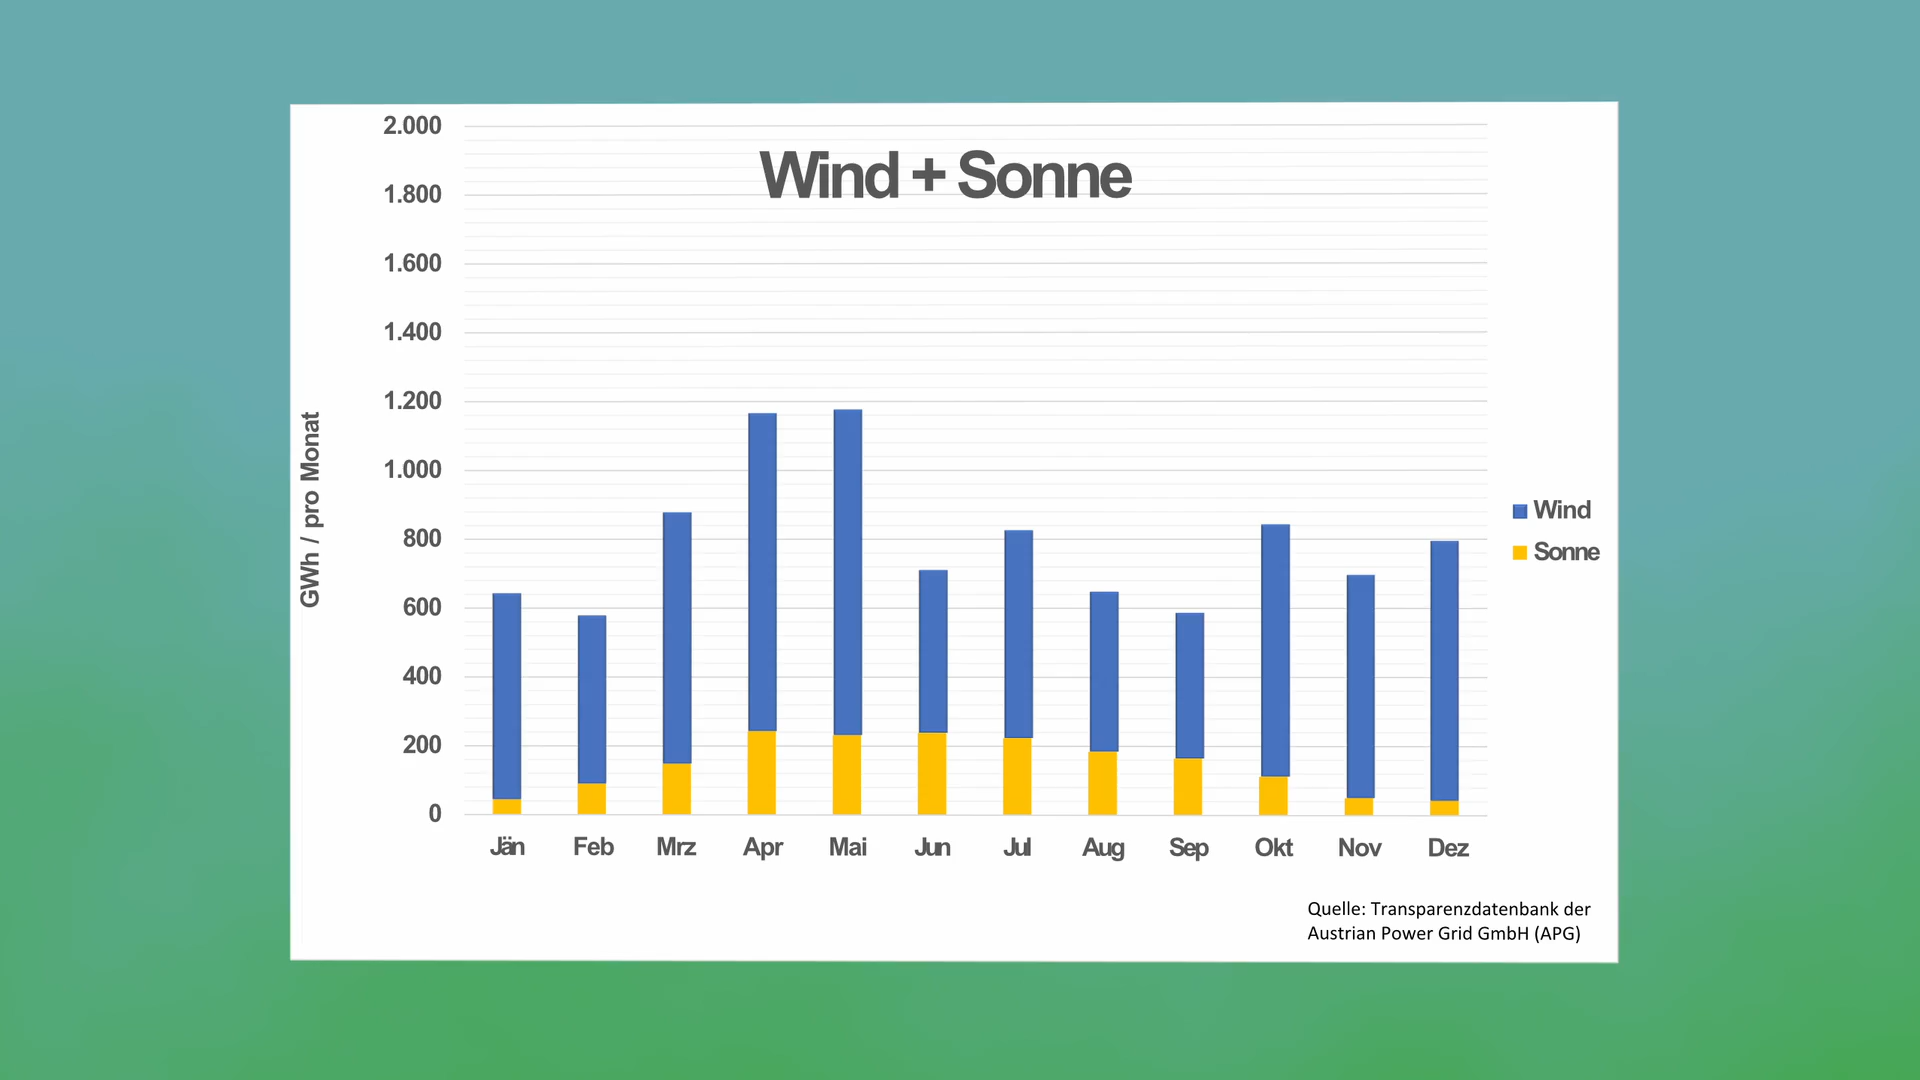 Wind + Sonne
2.000
1.800
1.600
1.400
1.200
1.000
800
600
400
200
0
GWh / pro Monat
Jän Feb Mrz Apr Mai Jun Jul Aug Sep Okt Nov Dez
Wind
Sonne
Quelle: Transparenzdatenbank der
Austrian Power Grid GmbH (APG)